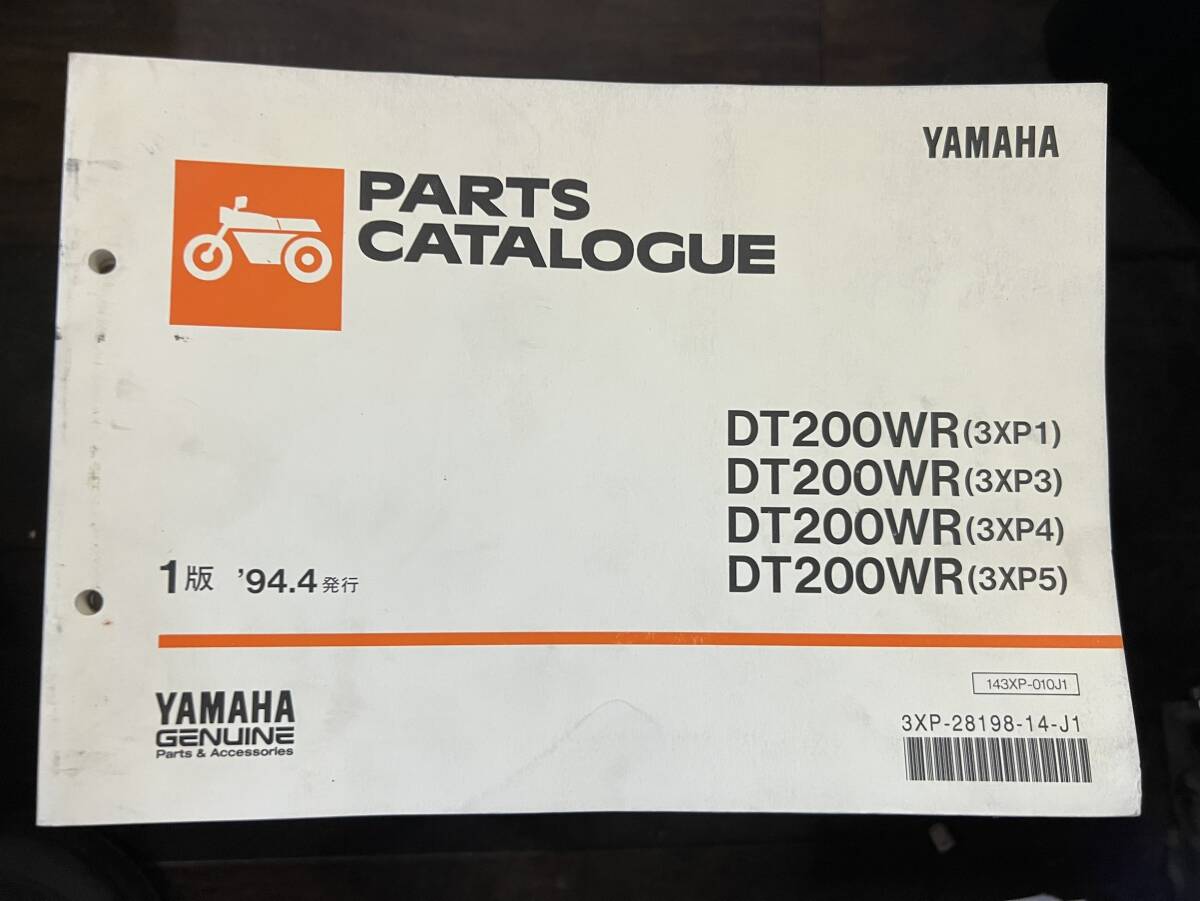 YAMAHA
PARTS
CATALOGUE
DT200WR(3XP1)
DT200WR(3XP3)
DT200WR(3XP4)
DT200WR(3XP5)
1版 '94.4発行
143XP-010J1
3XP-28198-14-J1
YAMAHA
GENUINE
Parts & Accessories